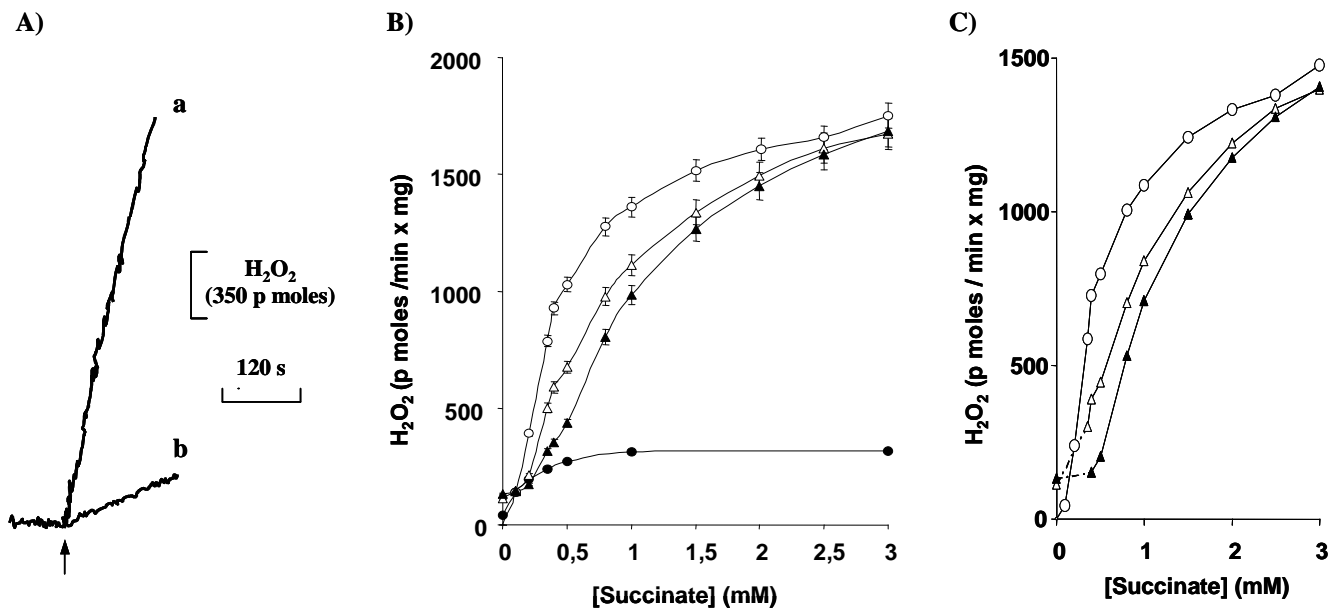 A)
a
H₂O₂
(350 p moles)
120 s
b
B)
2000
1500
1000
500
0
H₂O₂ (p moles /min x mg)
0 0,5 1 1,5 2 2,5 3
[Succinate] (mM)
C)
1500
1000
500
0
H₂O₂ (p moles / min x mg)
0 1 2 3
[Succinate] (mM)